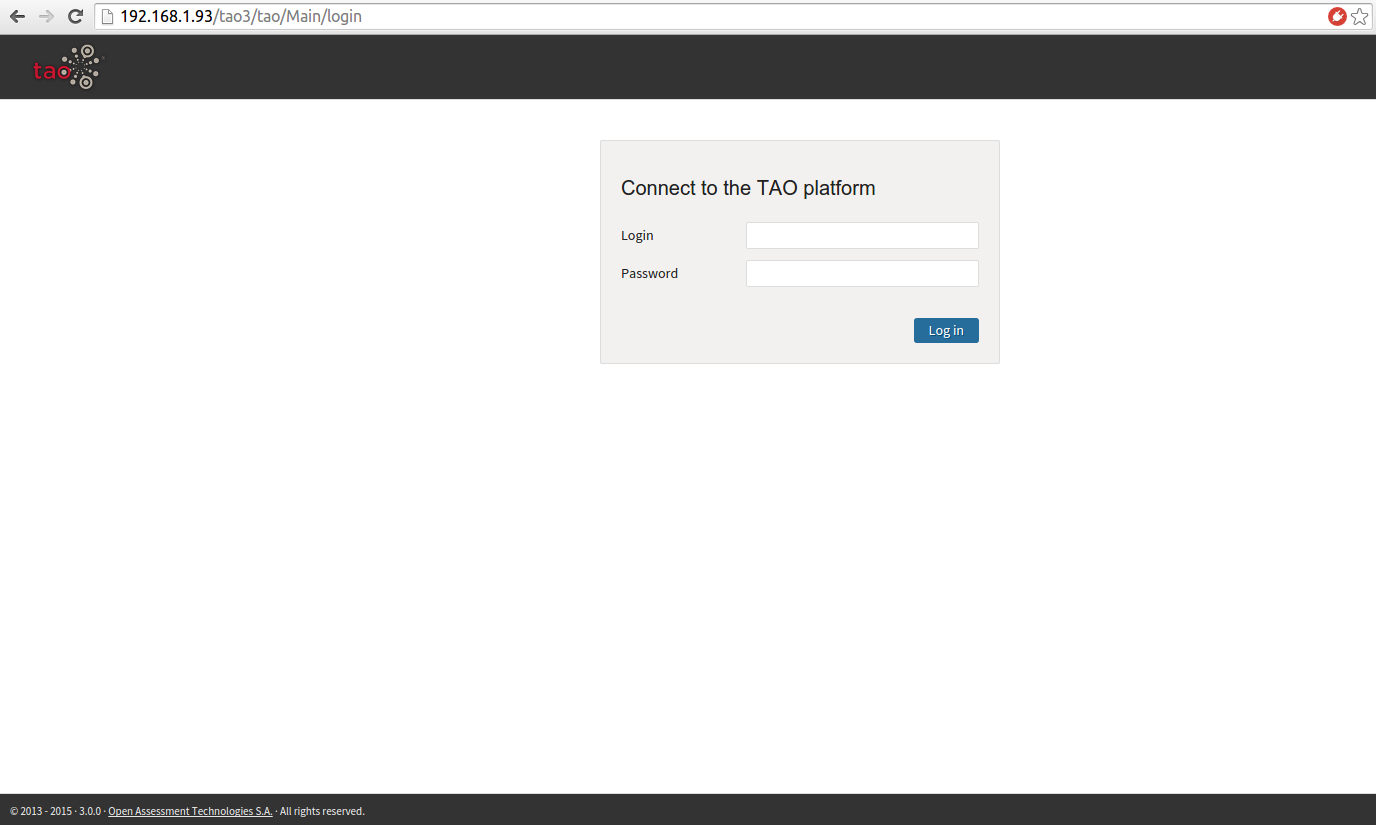 192.168.1.93/tao3/tao/Main/login
tao
Connect to the TAO platform
Login
Password
Log in
© 2013 - 2015 · 3.0.0 · Open Assessment Technologies S.A. · All rights reserved.